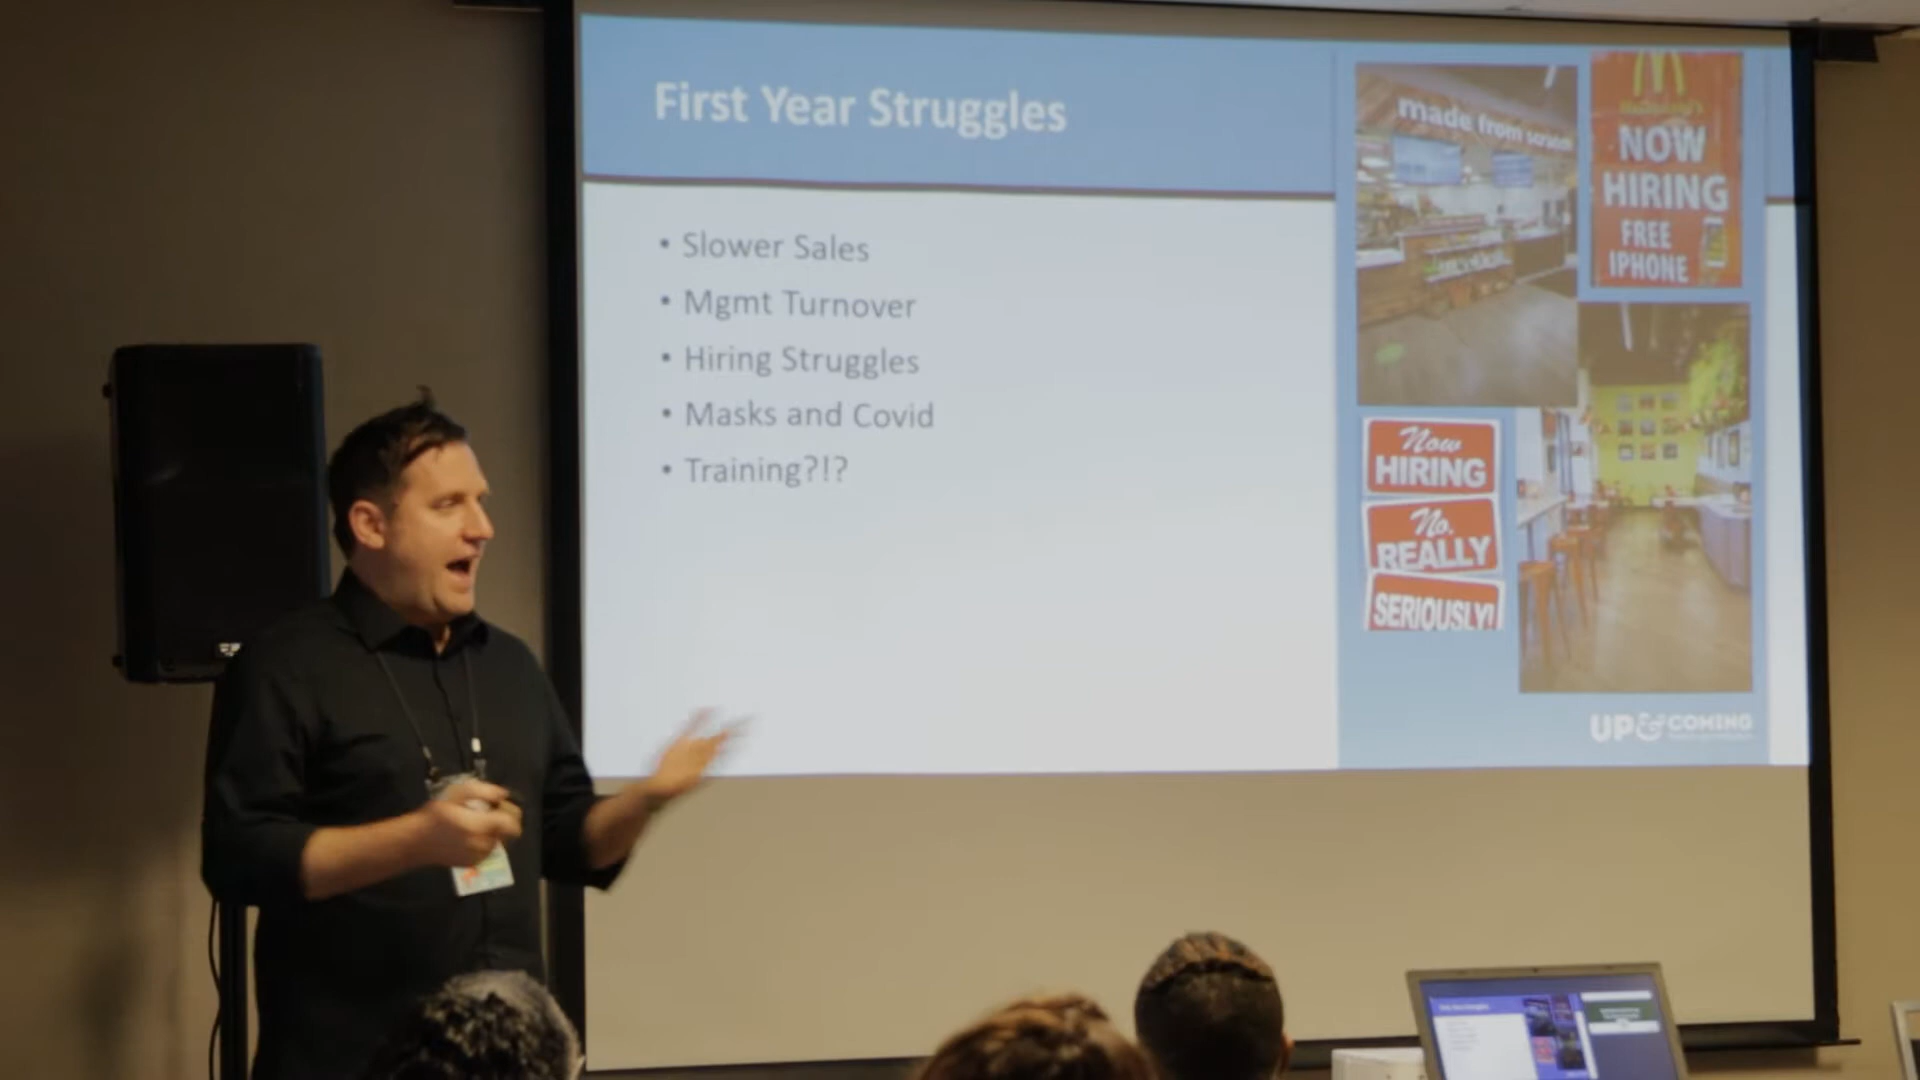 First Year Struggles
• Slower Sales
• Mgmt Turnover
• Hiring Struggles
• Masks and Covid
• Training?!?
made from scratch
McDonald's
NOW
HIRING
FREE
IPHONE
Now
HIRING
No,
REALLY
SERIOUSLY!
UP & COMING